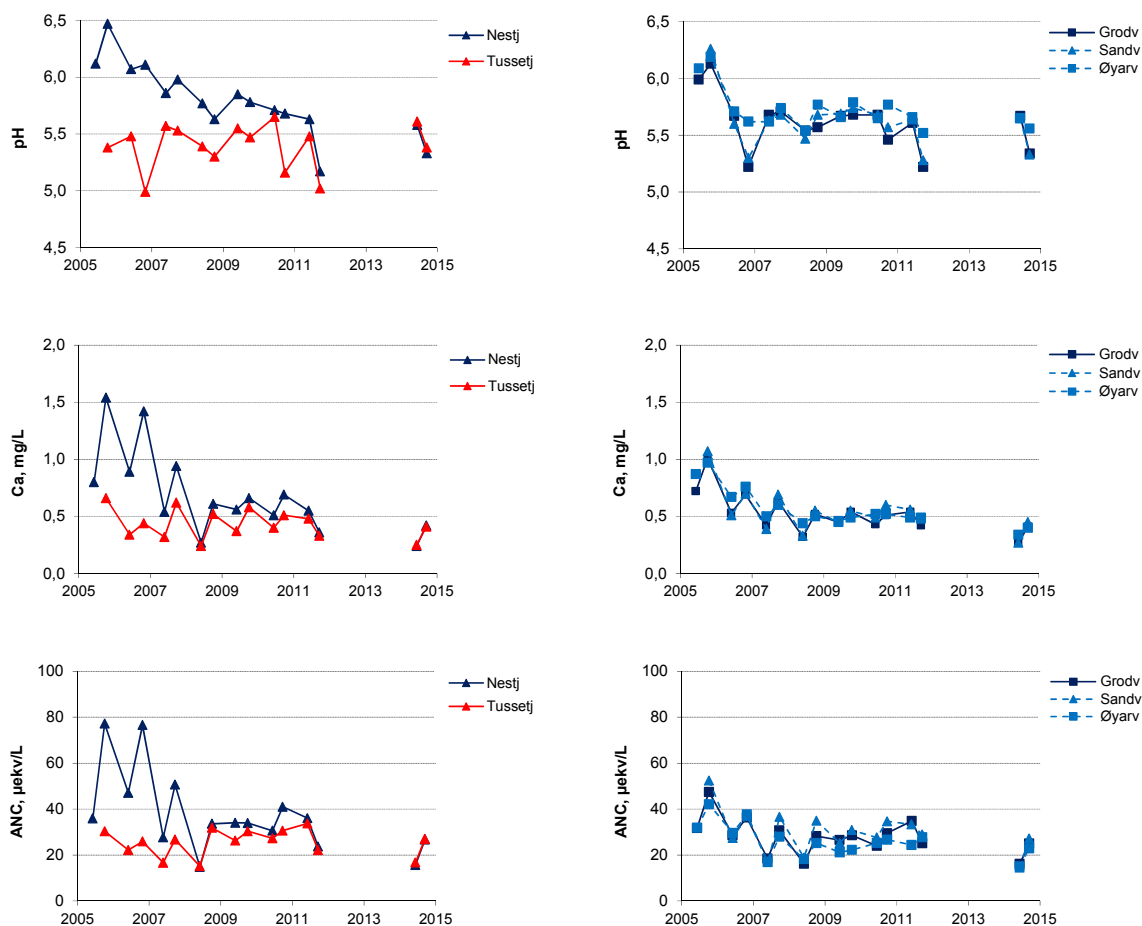 6,5
6,0
5,5
5,0
4,5
pH
2005 2007 2009 2011 2013 2015
Nestj
Tussetj
6,5
6,0
5,5
5,0
4,5
pH
2005 2007 2009 2011 2013 2015
Grodv
Sandv
Øyarv
2,0
1,5
1,0
0,5
0,0
Ca, mg/L
2005 2007 2009 2011 2013 2015
Nestj
Tussetj
2,0
1,5
1,0
0,5
0,0
Ca, mg/L
2005 2007 2009 2011 2013 2015
Grodv
Sandv
Øyarv
100
80
60
40
20
0
ANC, µekv/L
2005 2007 2009 2011 2013 2015
Nestj
Tussetj
100
80
60
40
20
0
ANC, µekv/L
2005 2007 2009 2011 2013 2015
Grodv
Sandv
Øyarv